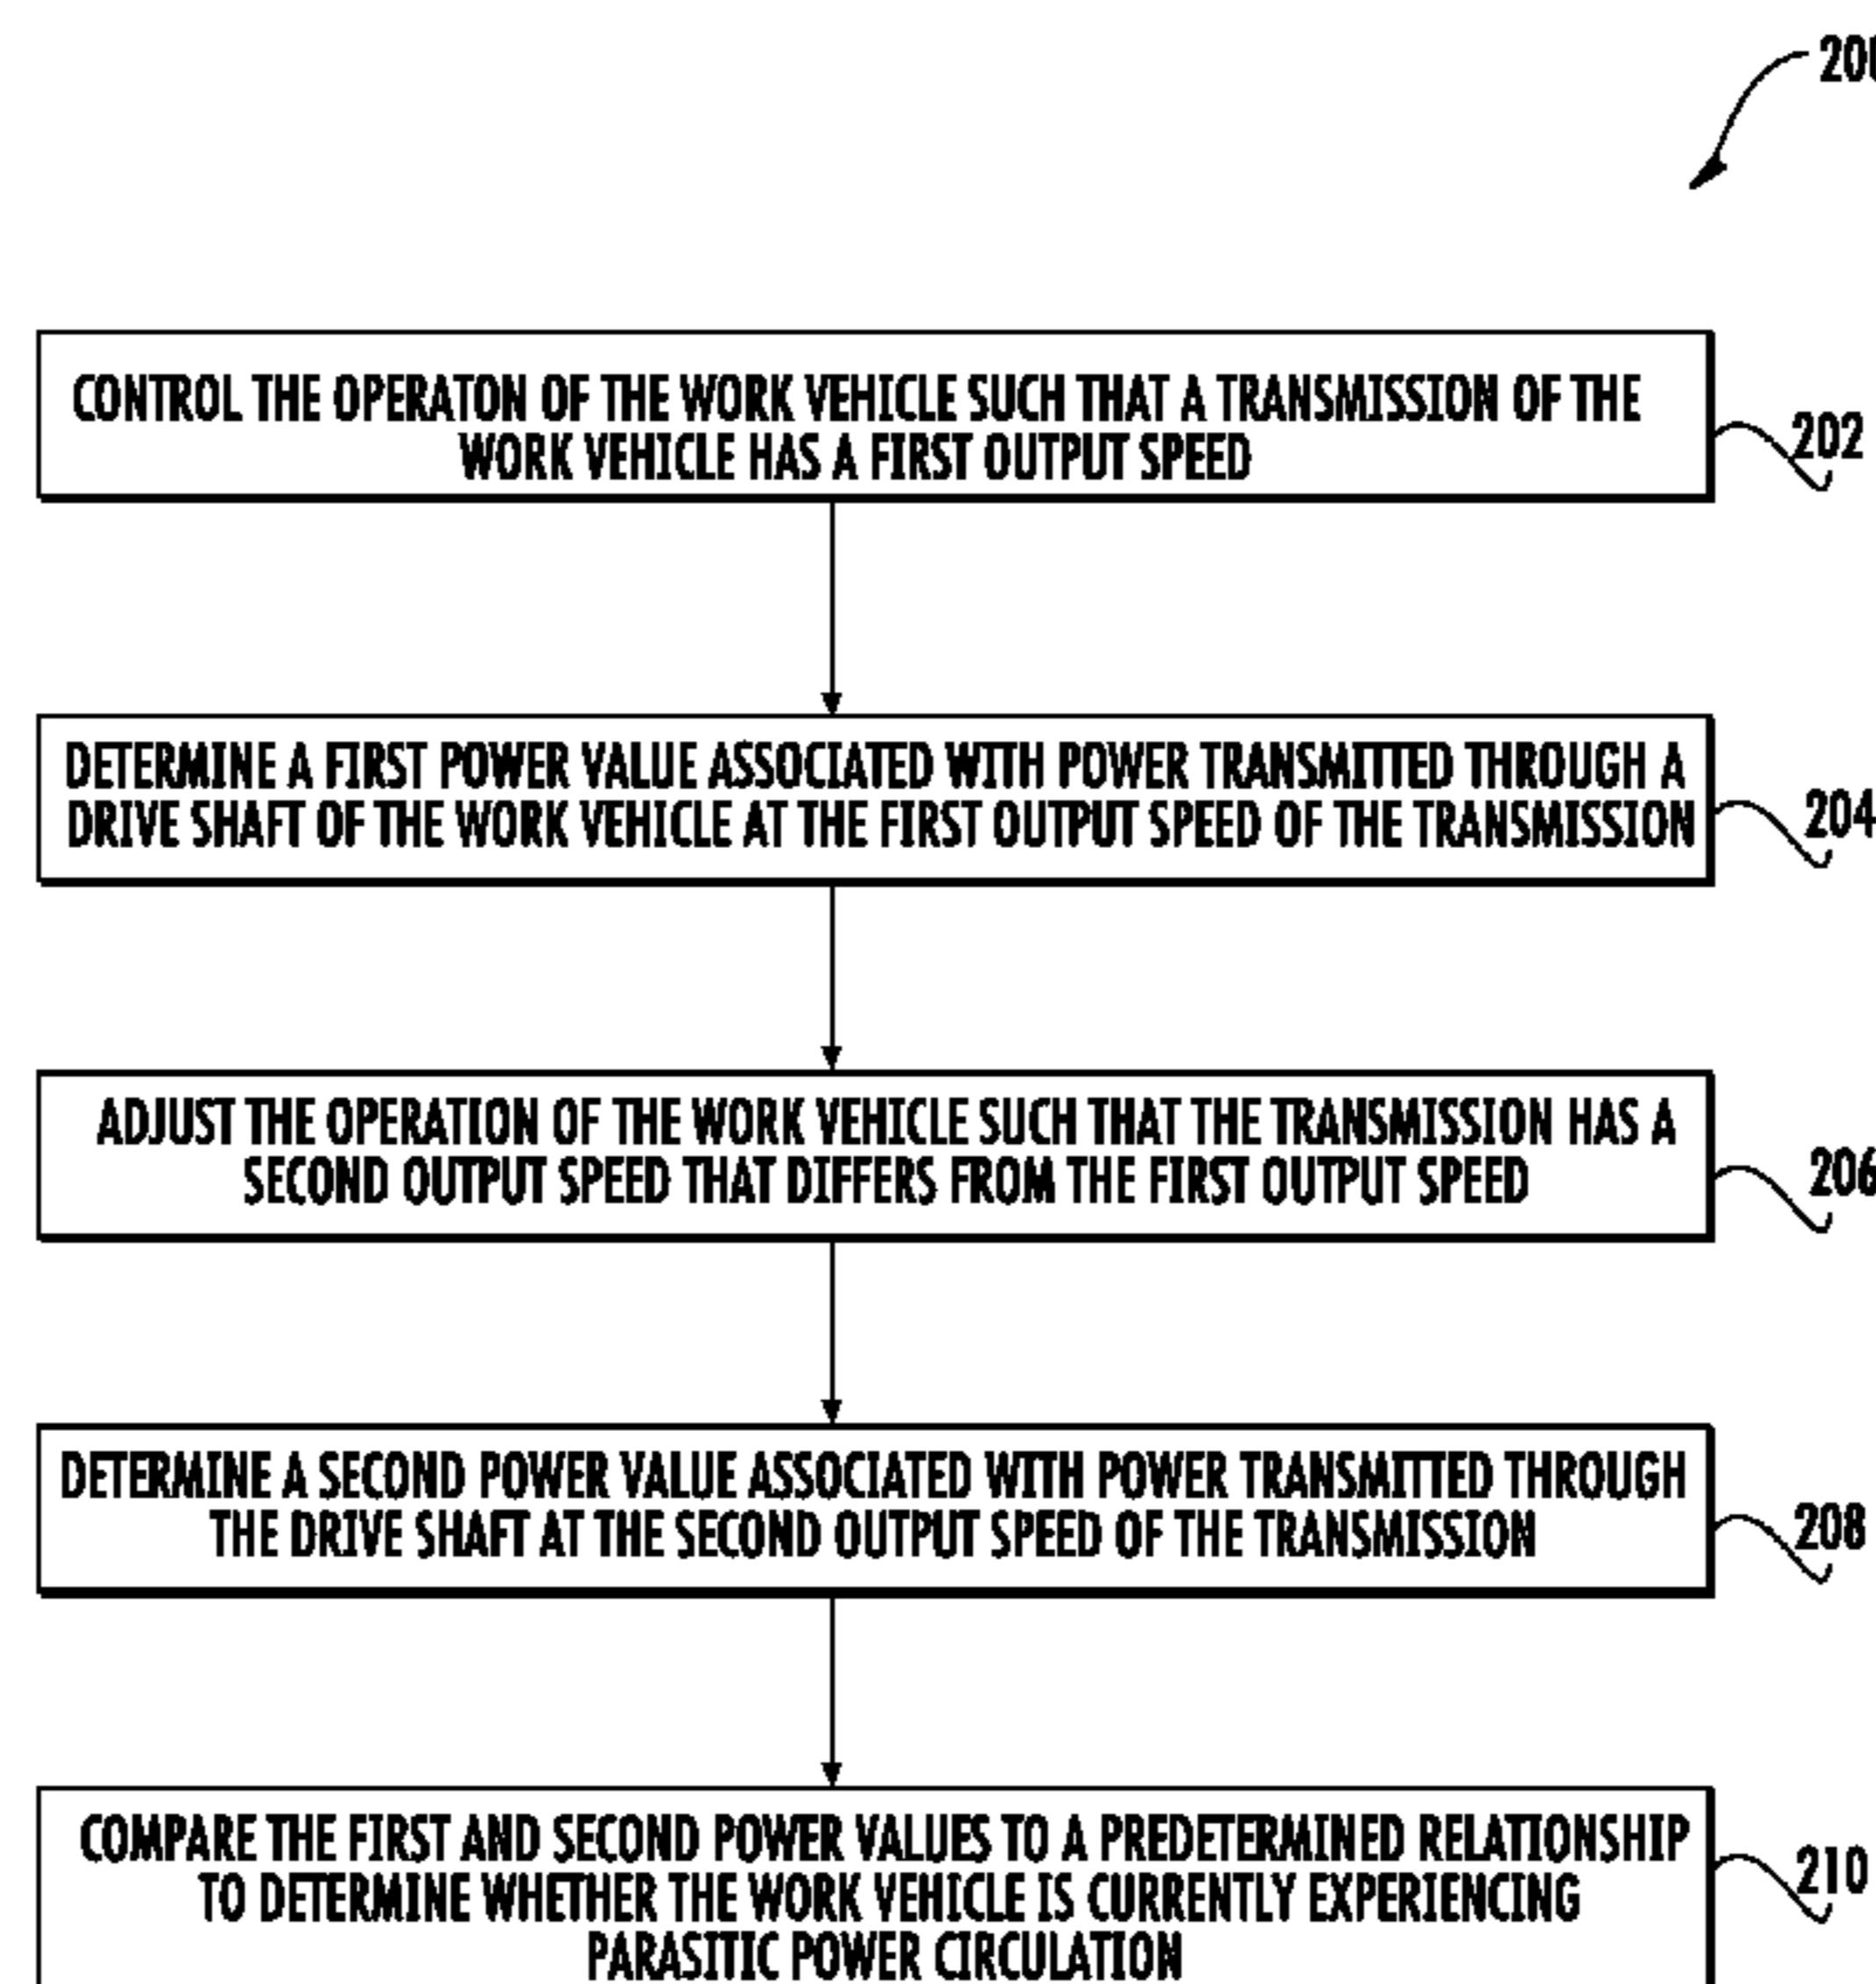 CONTROL THE OPERATON OF THE WORK VEHICLE SUCH THAT A TRANSMISSION OF THE
WORK VEHICLE HAS A FIRST OUTPUT SPEED
202
DETERMINE A FIRST POWER VALUE ASSOCIATED WITH POWER TRANSMITTED THROUGH A
DRIVE SHAFT OF THE WORK VEHICLE AT THE FIRST OUTPUT SPEED OF THE TRANSMISSION
204
ADJUST THE OPERATION OF THE WORK VEHICLE SUCH THAT THE TRANSMISSION HAS A
SECOND OUTPUT SPEED THAT DIFFERS FROM THE FIRST OUTPUT SPEED
206
DETERMINE A SECOND POWER VALUE ASSOCIATED WITH POWER TRANSMITTED THROUGH
THE DRIVE SHAFT AT THE SECOND OUTPUT SPEED OF THE TRANSMISSION
208
COMPARE THE FIRST AND SECOND POWER VALUES TO A PREDETERMINED RELATIONSHIP
TO DETERMINE WHETHER THE WORK VEHICLE IS CURRENTLY EXPERIENCING
PARASITIC POWER CIRCULATION
210